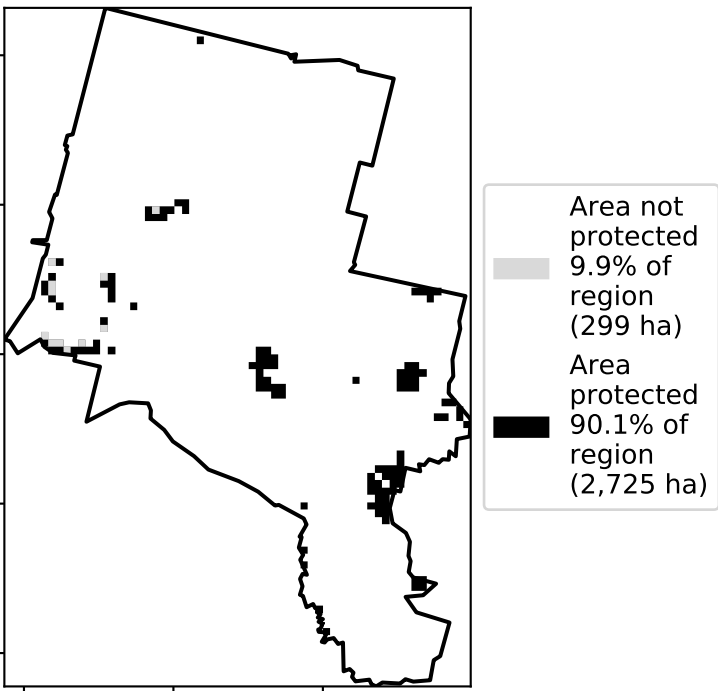 Area not
protected
9.9% of
region
(299 ha)
Area
protected
90.1% of
region
(2,725 ha)